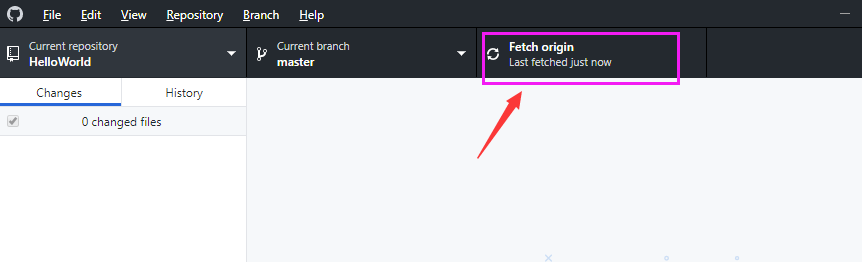 File Edit View Repository Branch Help
Current repository
HelloWorld
Current branch
master
Fetch origin
Last fetched just now
Changes History
0 changed files